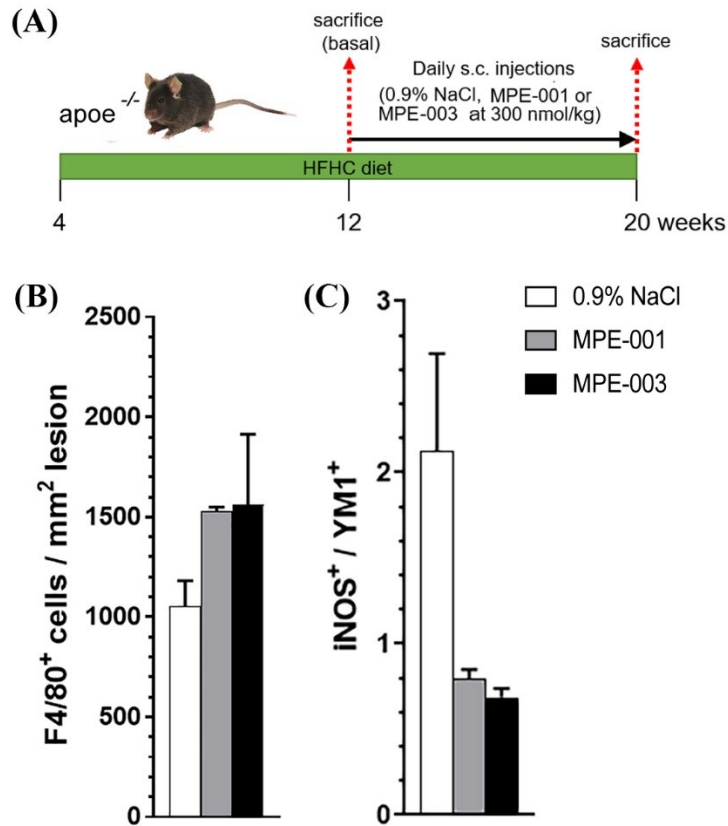 (A)
sacrifice
(basal)
sacrifice
Daily s.c. injections
(0.9% NaCl, MPE-001 or
MPE-003 at 300 nmol/kg)
apoe -/-
HFHC diet
4
12
20 weeks
(B)
F4/80+ cells / mm2 lesion
2500
2000
1500
1000
500
0
(C)
iNOS+ / YM1+
3
2
1
0
0.9% NaCl
MPE-001
MPE-003